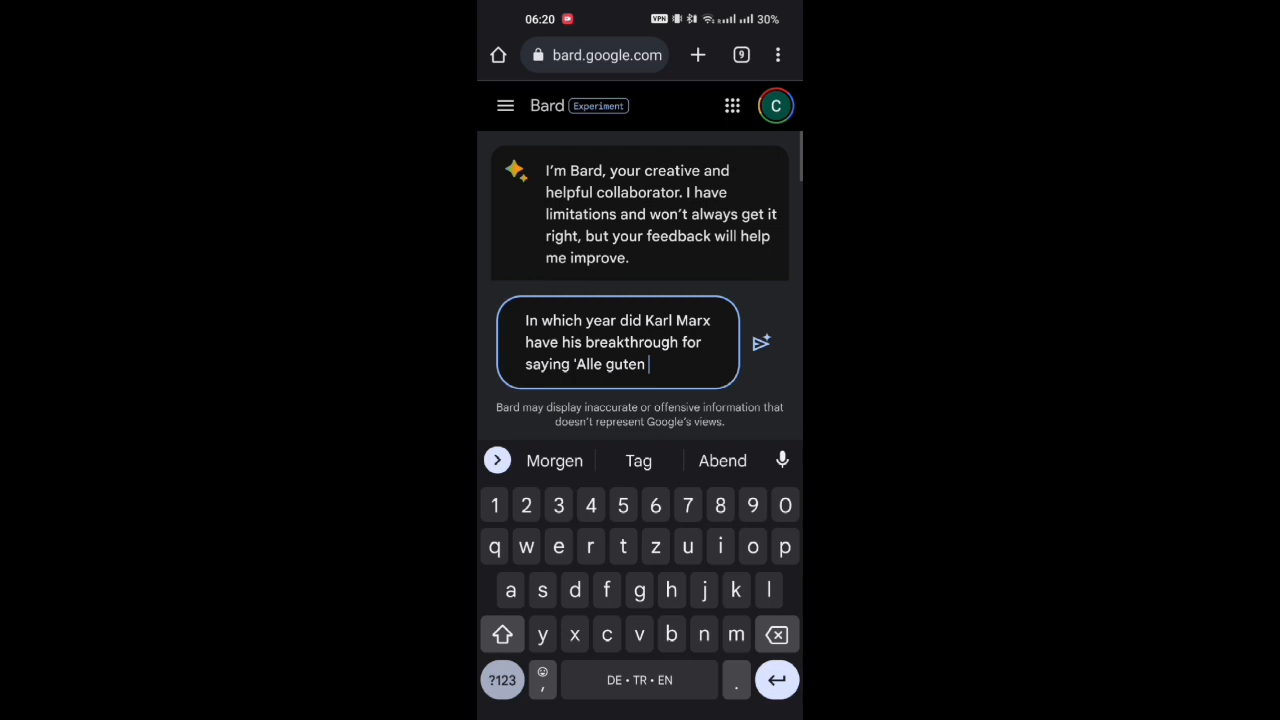 06:20 VPN 30%
bard.google.com 9
Bard Experiment C
I'm Bard, your creative and
helpful collaborator. I have
limitations and won't always get it
right, but your feedback will help
me improve.
In which year did Karl Marx
have his breakthrough for
saying 'Alle guten
Bard may display inaccurate or offensive information that
doesn't represent Google's views.
Morgen Tag Abend
1 2 3 4 5 6 7 8 9 0
q w e r t z u i o p
a s d f g h j k l
y x c v b n m
?123 , DE • TR • EN .